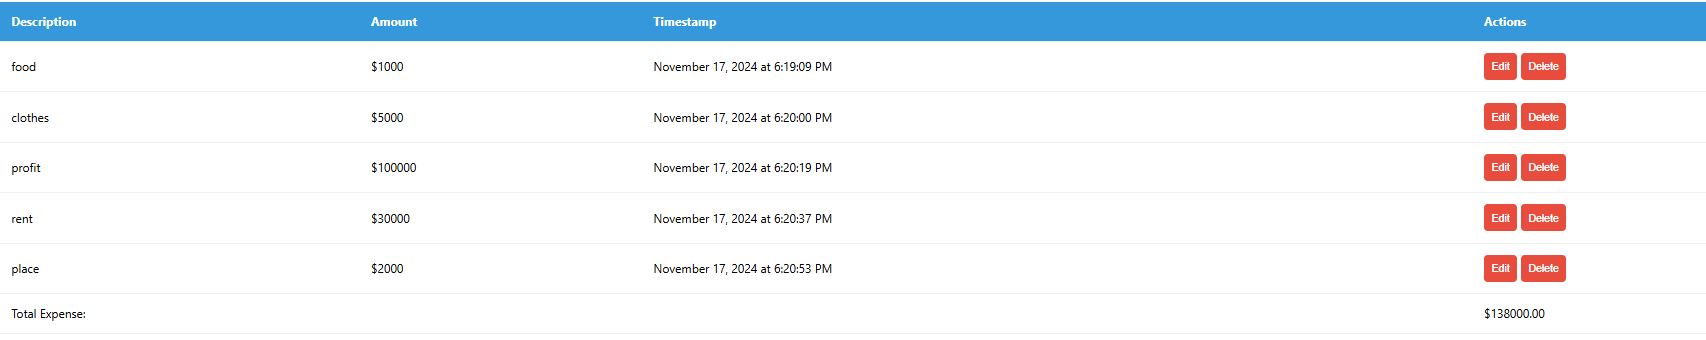 Description Amount Timestamp Actions
food $1000 November 17, 2024 at 6:19:09 PM Edit Delete
clothes $5000 November 17, 2024 at 6:20:00 PM Edit Delete
profit $100000 November 17, 2024 at 6:20:19 PM Edit Delete
rent $30000 November 17, 2024 at 6:20:37 PM Edit Delete
place $2000 November 17, 2024 at 6:20:53 PM Edit Delete
Total Expense: $138000.00